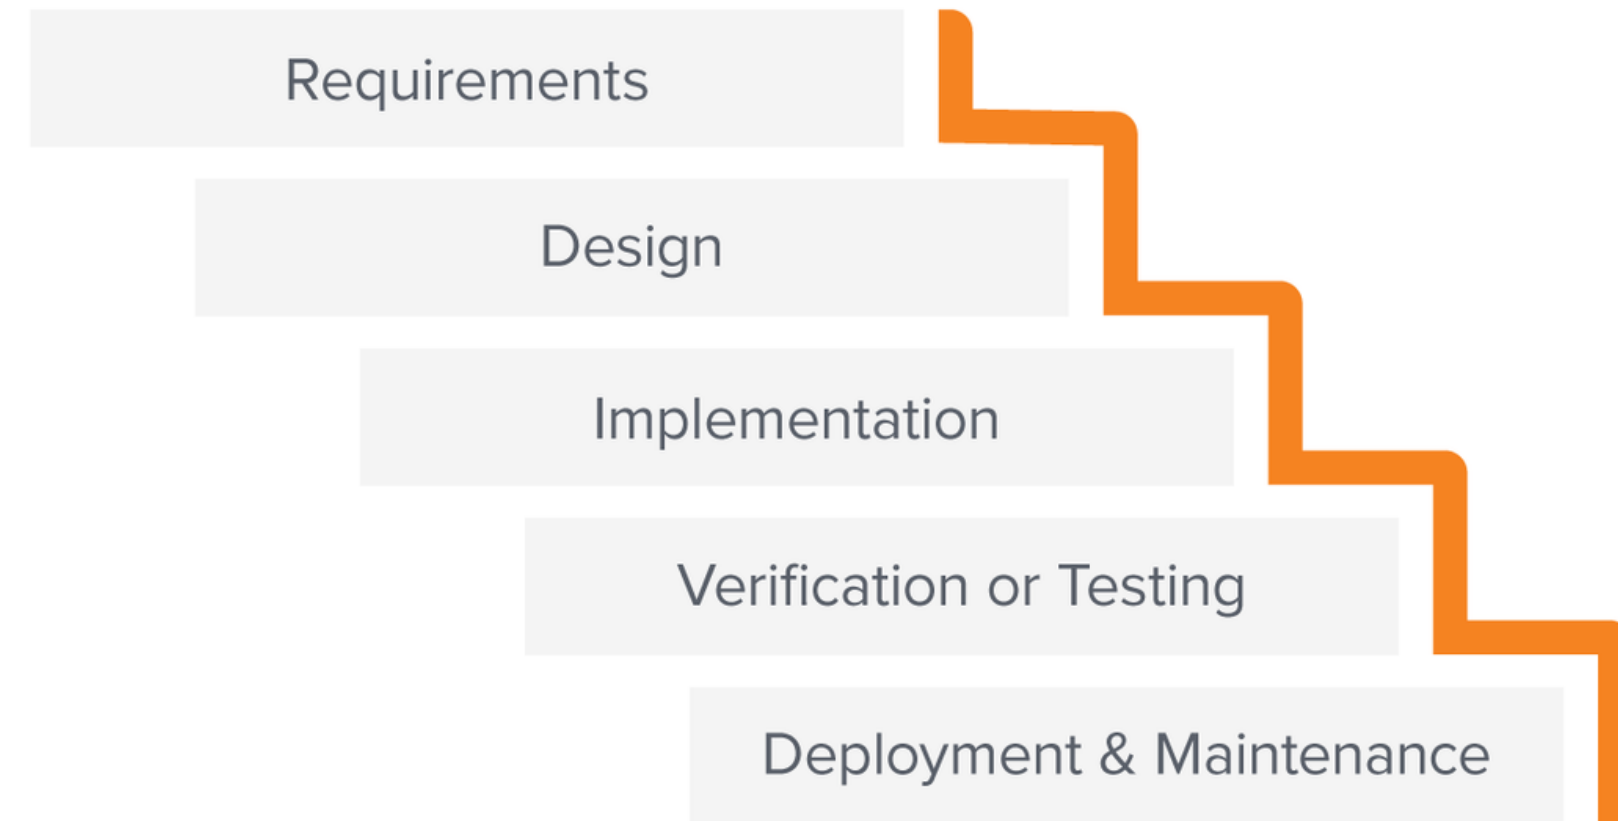 Requirements
Design
Implementation
Verification or Testing
Deployment & Maintenance